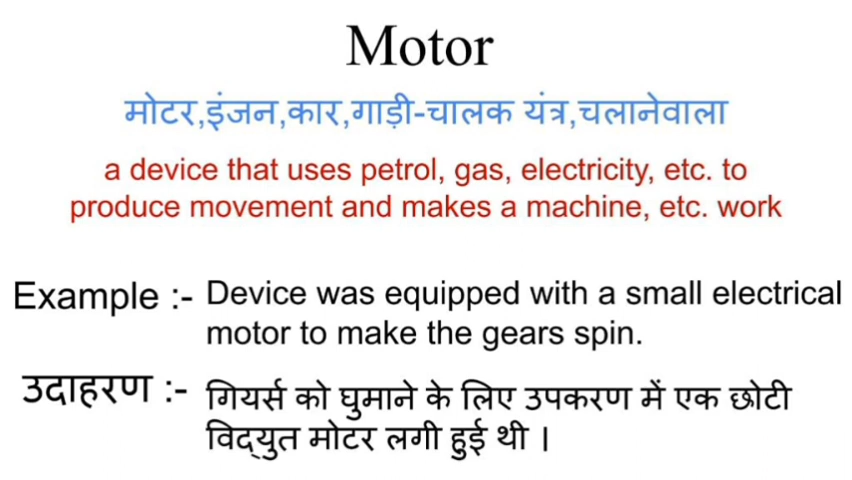 Motor
मोटर,इंजन,कार,गाड़ी-चालक यंत्र,चलानेवाला
a device that uses petrol, gas, electricity, etc. to
produce movement and makes a machine, etc. work
Example :- Device was equipped with a small electrical
motor to make the gears spin.
उदाहरण :- गियर्स को घुमाने के लिए उपकरण में एक छोटी
विद्‌युत मोटर लगी हुई थी ।